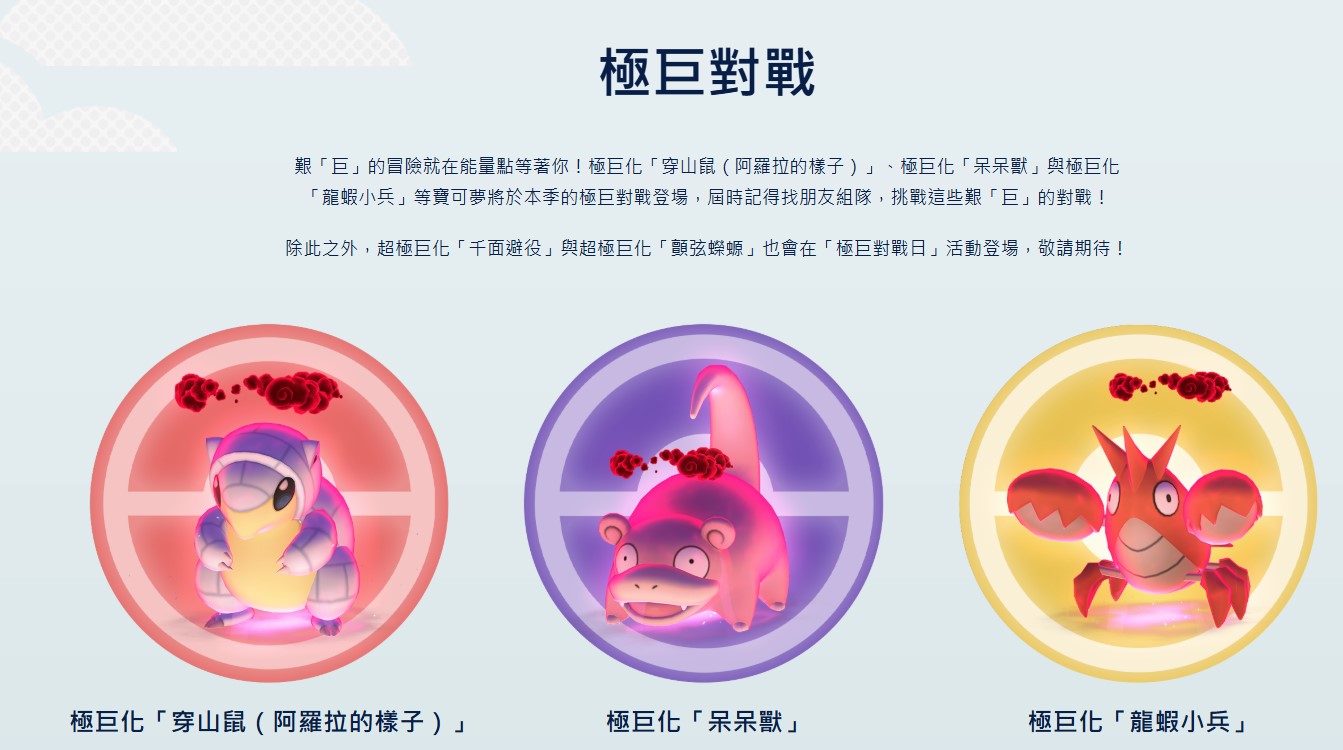 極巨對戰
艱「巨」的冒險就在能量點等著你！極巨化「穿山鼠（阿羅拉的樣子）」、極巨化「呆呆獸」與極巨化
「龍蝦小兵」等寶可夢將於本季的極巨對戰登場，屆時記得找朋友組隊，挑戰這些艱「巨」的對戰！
除此之外，超極巨化「千面避役」與超極巨化「顫弦蠑螈」也會在「極巨對戰日」活動登場，敬請期待！
極巨化「穿山鼠（阿羅拉的樣子）」
極巨化「呆呆獸」
極巨化「龍蝦小兵」